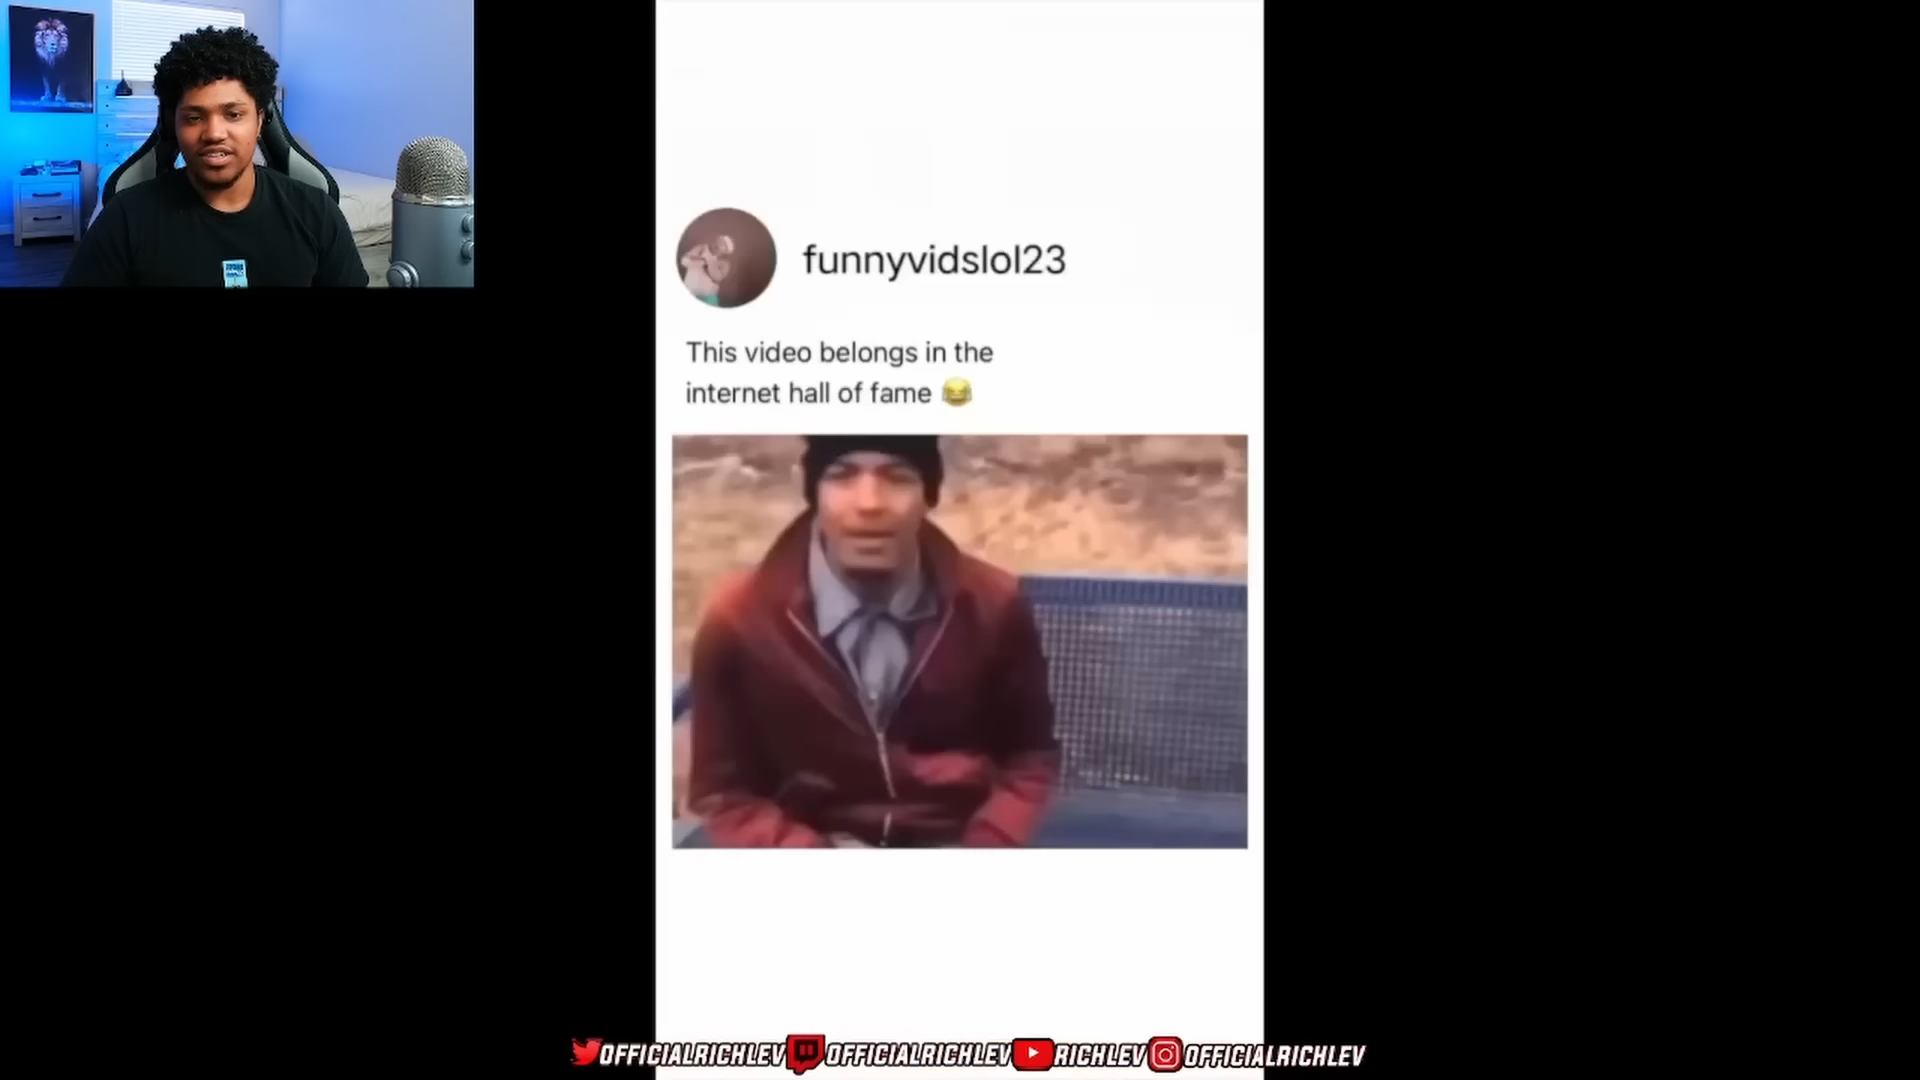 funnyvidslol23
This video belongs in the
internet hall of fame 😂
OFFICIALRICHLEV OFFICIALRICHLEV RICHLEV OFFICIALRICHLEV